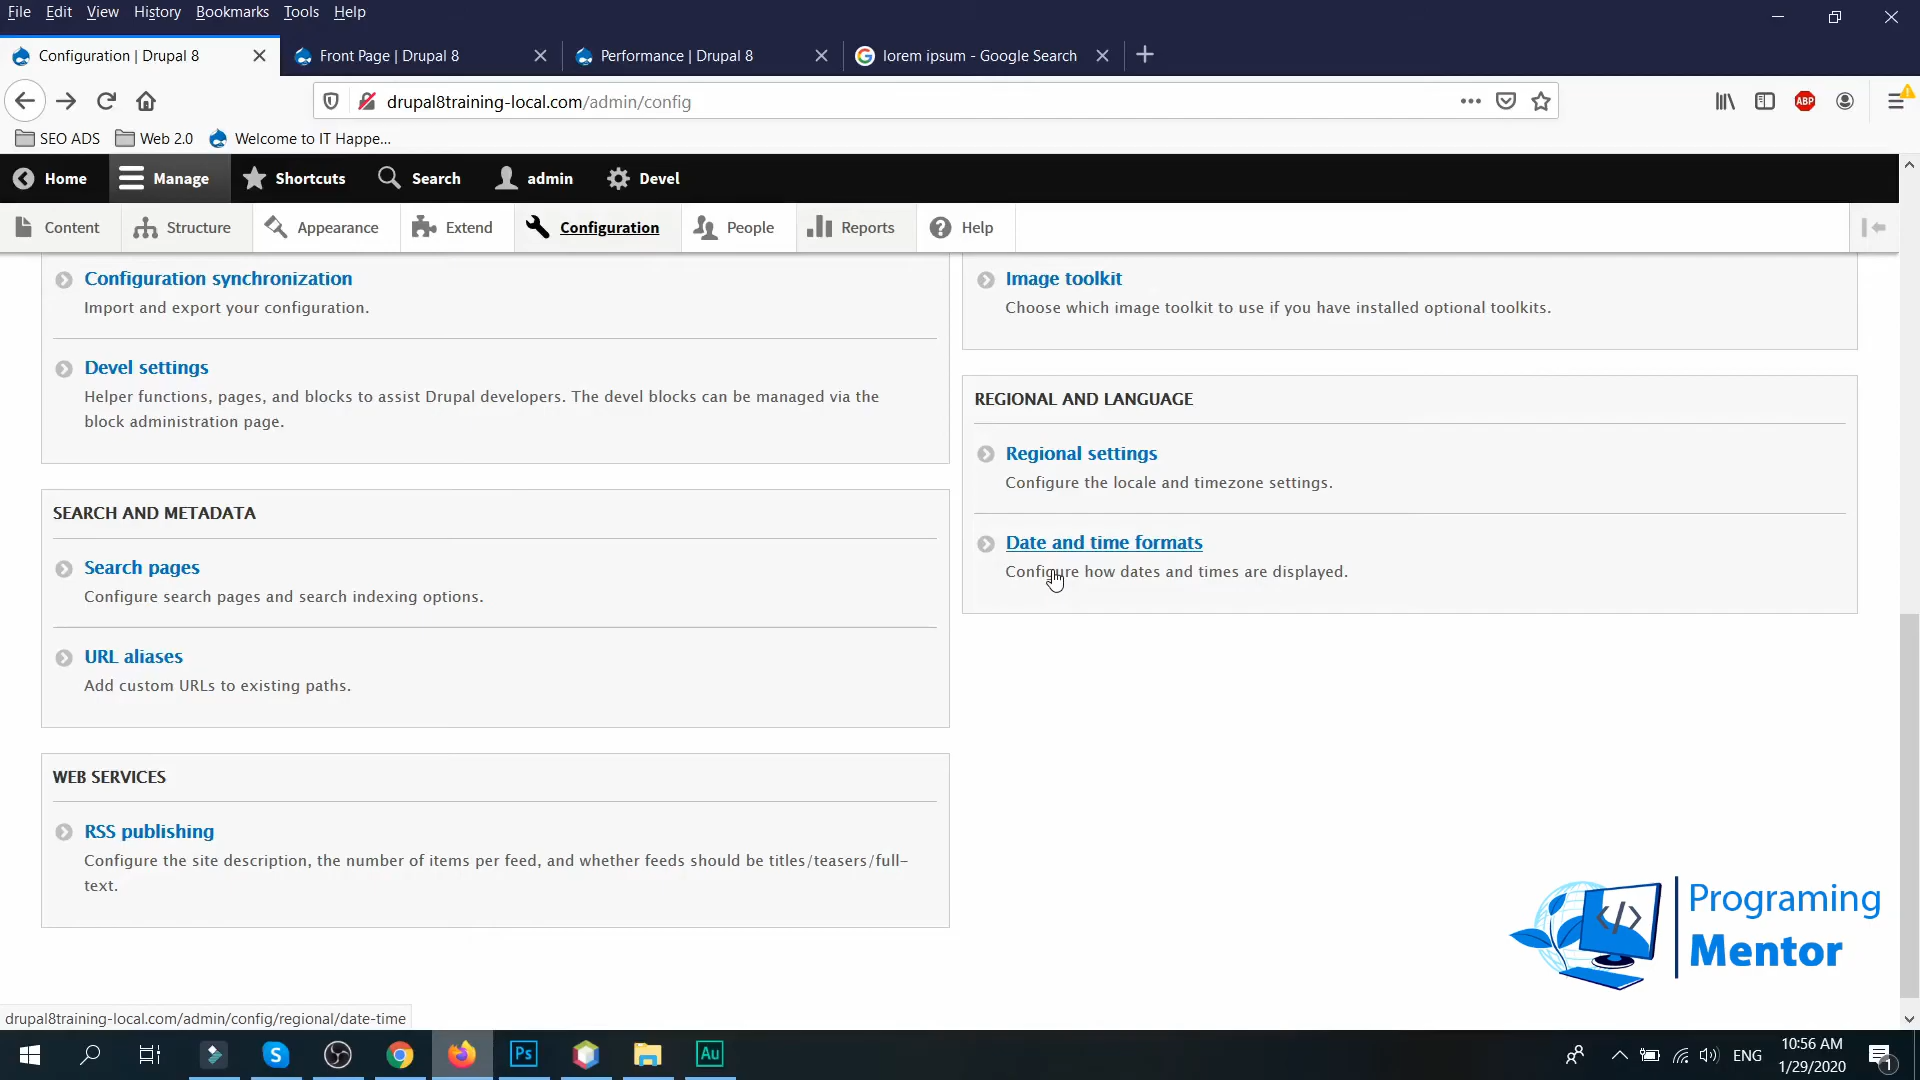 File Edit View History Bookmarks Tools Help
Configuration | Drupal 8
Front Page | Drupal 8
Performance | Drupal 8
lorem ipsum - Google Search
drupal8training-local.com/admin/config
ABP
SEO ADS
Web 2.0
Welcome to IT Happe...
Home Manage Shortcuts Search admin Devel
Content Structure Appearance Extend Configuration People Reports Help
Configuration synchronization
Import and export your configuration.
Devel settings
Helper functions, pages, and blocks to assist Drupal developers. The devel blocks can be managed via the
block administration page.
SEARCH AND METADATA
Search pages
Configure search pages and search indexing options.
URL aliases
Add custom URLs to existing paths.
WEB SERVICES
RSS publishing
Configure the site description, the number of items per feed, and whether feeds should be titles/teasers/full-
text.
Image toolkit
Choose which image toolkit to use if you have installed optional toolkits.
REGIONAL AND LANGUAGE
Regional settings
Configure the locale and timezone settings.
Date and time formats
Configure how dates and times are displayed.
</>
Programing
Mentor
drupal8training-local.com/admin/config/regional/date-time
S
Ps
Au
ENG
10:56 AM
1/29/2020
1